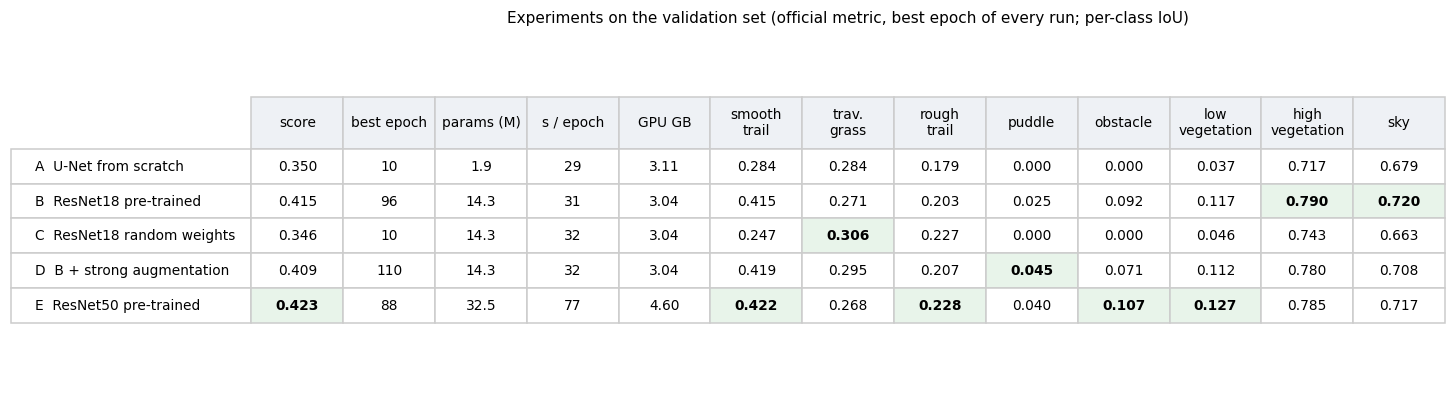 Experiments on the validation set (official metric, best epoch of every run; per-class IoU)
score best epoch params (M) s / epoch GPU GB smooth trail trav. grass rough trail puddle obstacle low vegetation high vegetation sky
A U-Net from scratch 0.350 10 1.9 29 3.11 0.284 0.284 0.179 0.000 0.000 0.037 0.717 0.679
B ResNet18 pre-trained 0.415 96 14.3 31 3.04 0.415 0.271 0.203 0.025 0.092 0.117 0.790 0.720
C ResNet18 random weights 0.346 10 14.3 32 3.04 0.247 0.306 0.227 0.000 0.000 0.046 0.743 0.663
D B + strong augmentation 0.409 110 14.3 32 3.04 0.419 0.295 0.207 0.045 0.071 0.112 0.780 0.708
E ResNet50 pre-trained 0.423 88 32.5 77 4.60 0.422 0.268 0.228 0.040 0.107 0.127 0.785 0.717